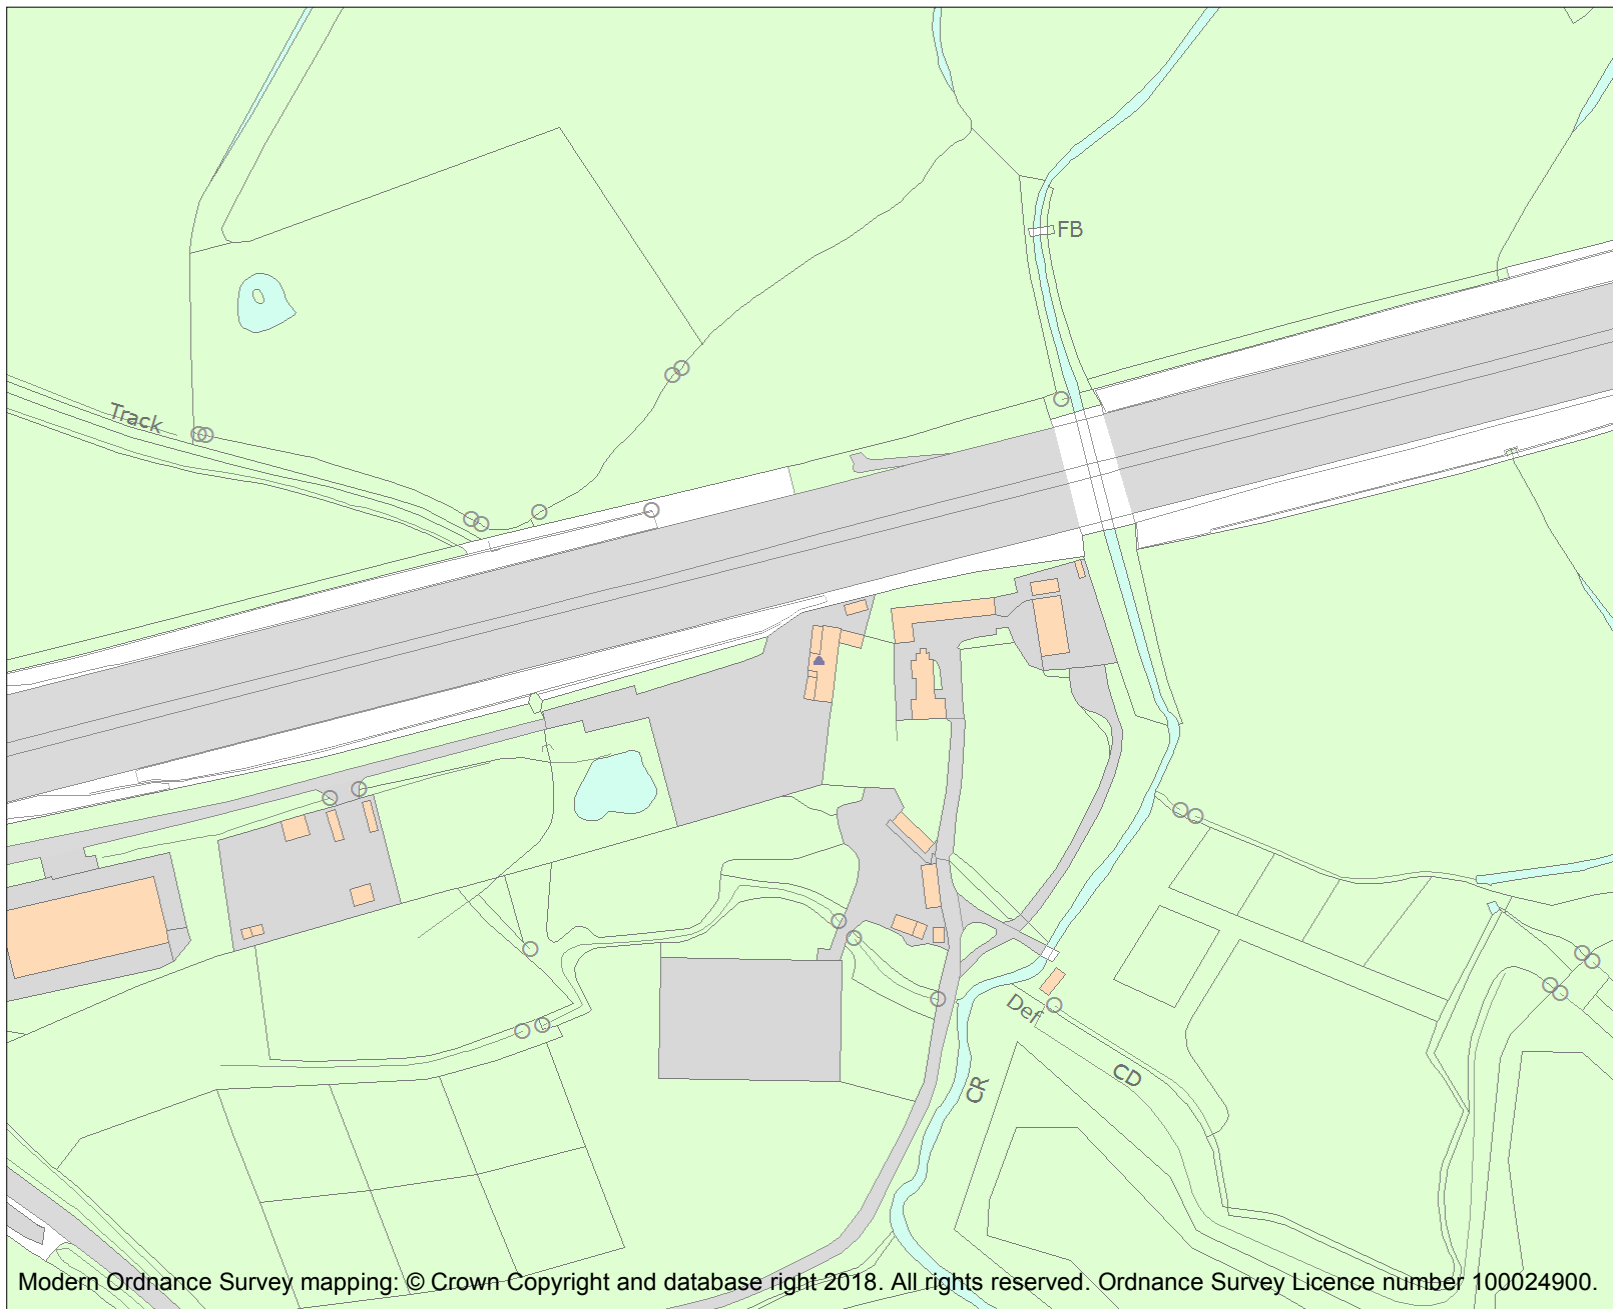 FB
Track
Def
CD
CR
Modern Ordnance Survey mapping: © Crown Copyright and database right 2018. All rights reserved. Ordnance Survey Licence number 100024900.